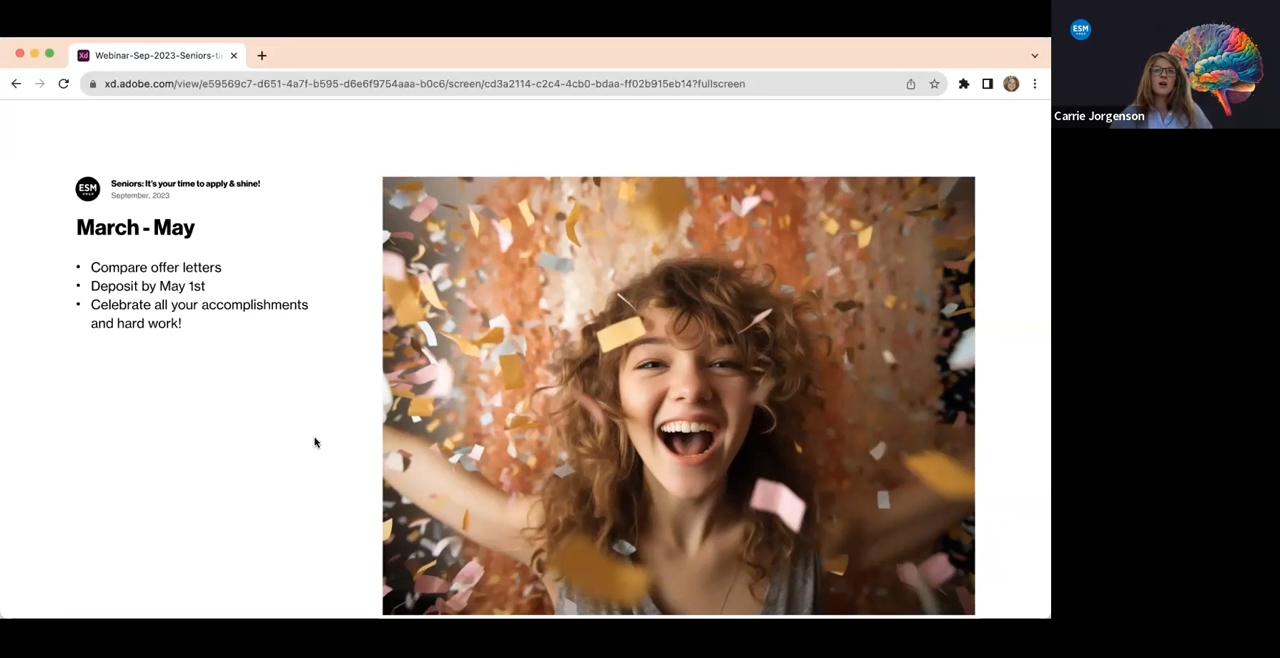 Webinar-Sep-2023-Seniors-ti
xd.adobe.com/view/e59569c7-d651-4a7f-b595-d6e6f9754aaa-b0c6/screen/cd3a2114-c2c4-4cb0-bdaa-ff02b915eb14?fullscreen
ESM
Carrie Jorgenson
ESM
PREP
Seniors: It's your time to apply & shine!
September, 2023
March - May
• Compare offer letters
• Deposit by May 1st
• Celebrate all your accomplishments
and hard work!